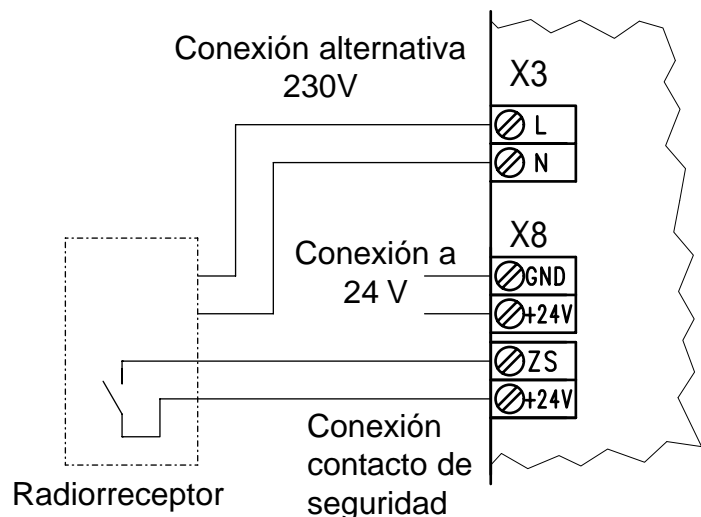 Conexión alternativa
230V
X3
L
N
X8
Conexión a
24 V
GND
+24V
ZS
+24V
Conexión
contacto de
seguridad
Radiorreceptor